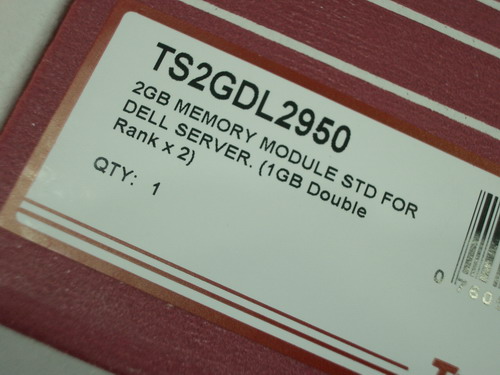 TS2GDL2950
2GB MEMORY MODULE STD FOR
DELL SERVER. (1GB Double
Rank x 2)
QTY: 1